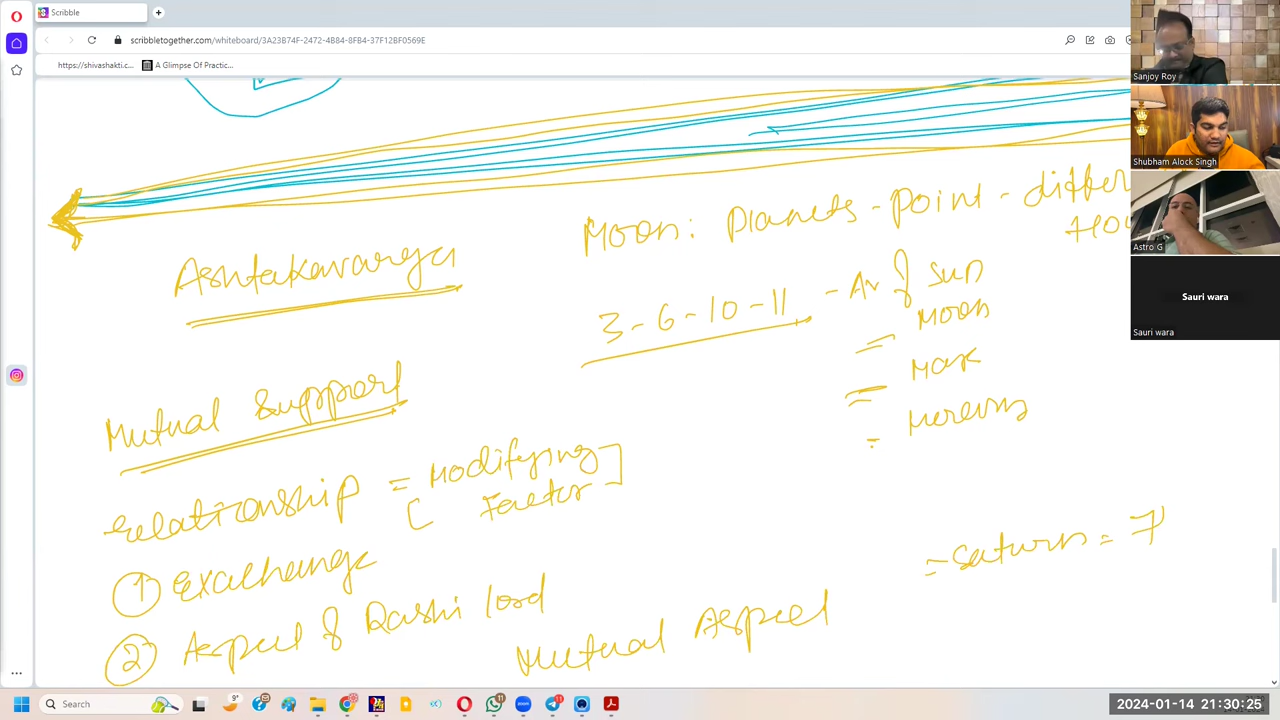 Scribble
scribbletogether.com/whiteboard/3A23B74F-2472-4B84-8FB4-37F12BF0569E
https://shivashakti.c... A Glimpse Of Practic...
Sanjoy Roy
Shubham Alock Singh
Astro G
Sauri wara
Sauri wara
Moon: Planets - point - differ
Ashtakavarga
3 - 6 - 10 - 11 - Av of Sun
= Moon
= Mars
= Mercury
Mutual Support
relationship = Modifying
[ Factor ]
= Saturn = 7
① Exchange
② Aspect of Rashi lord
Mutual Aspect
Search
9°
11
11
2024-01-14 21:30:25